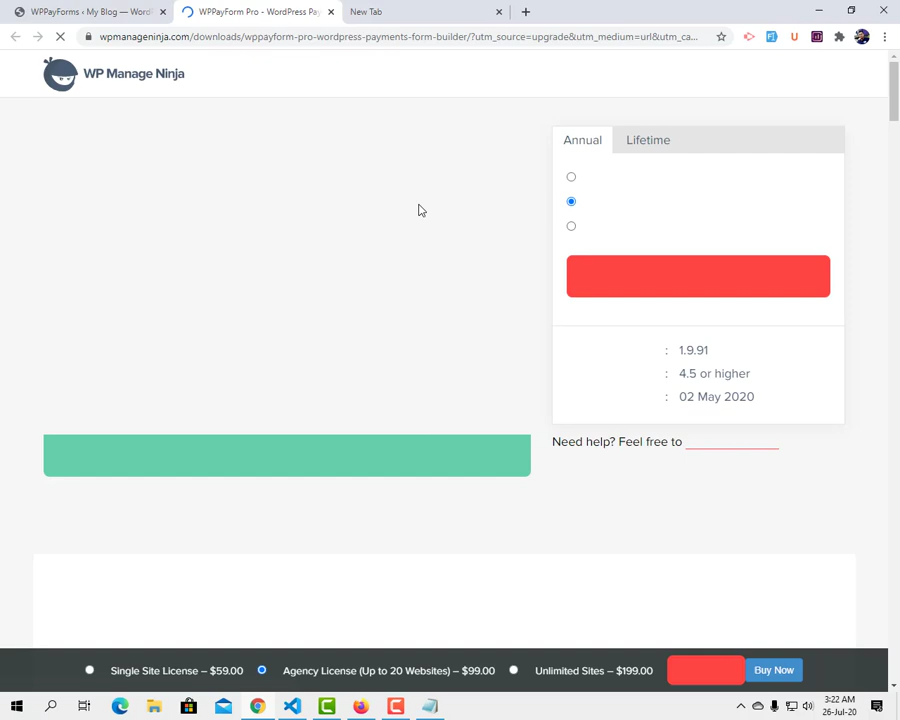 WPPayForms ‹ My Blog — Word
WPPayForm Pro - WordPress Pay
New Tab
wpmanageninja.com/downloads/wppayform-pro-wordpress-payments-form-builder/?utm_source=upgrade&utm_medium=url&utm_ca...
WP Manage Ninja
Annual
Lifetime
: 1.9.91
: 4.5 or higher
: 02 May 2020
Need help? Feel free to
Single Site License – $59.00
Agency License (Up to 20 Websites) – $99.00
Unlimited Sites – $199.00
Buy Now
3:22 AM
26-Jul-20